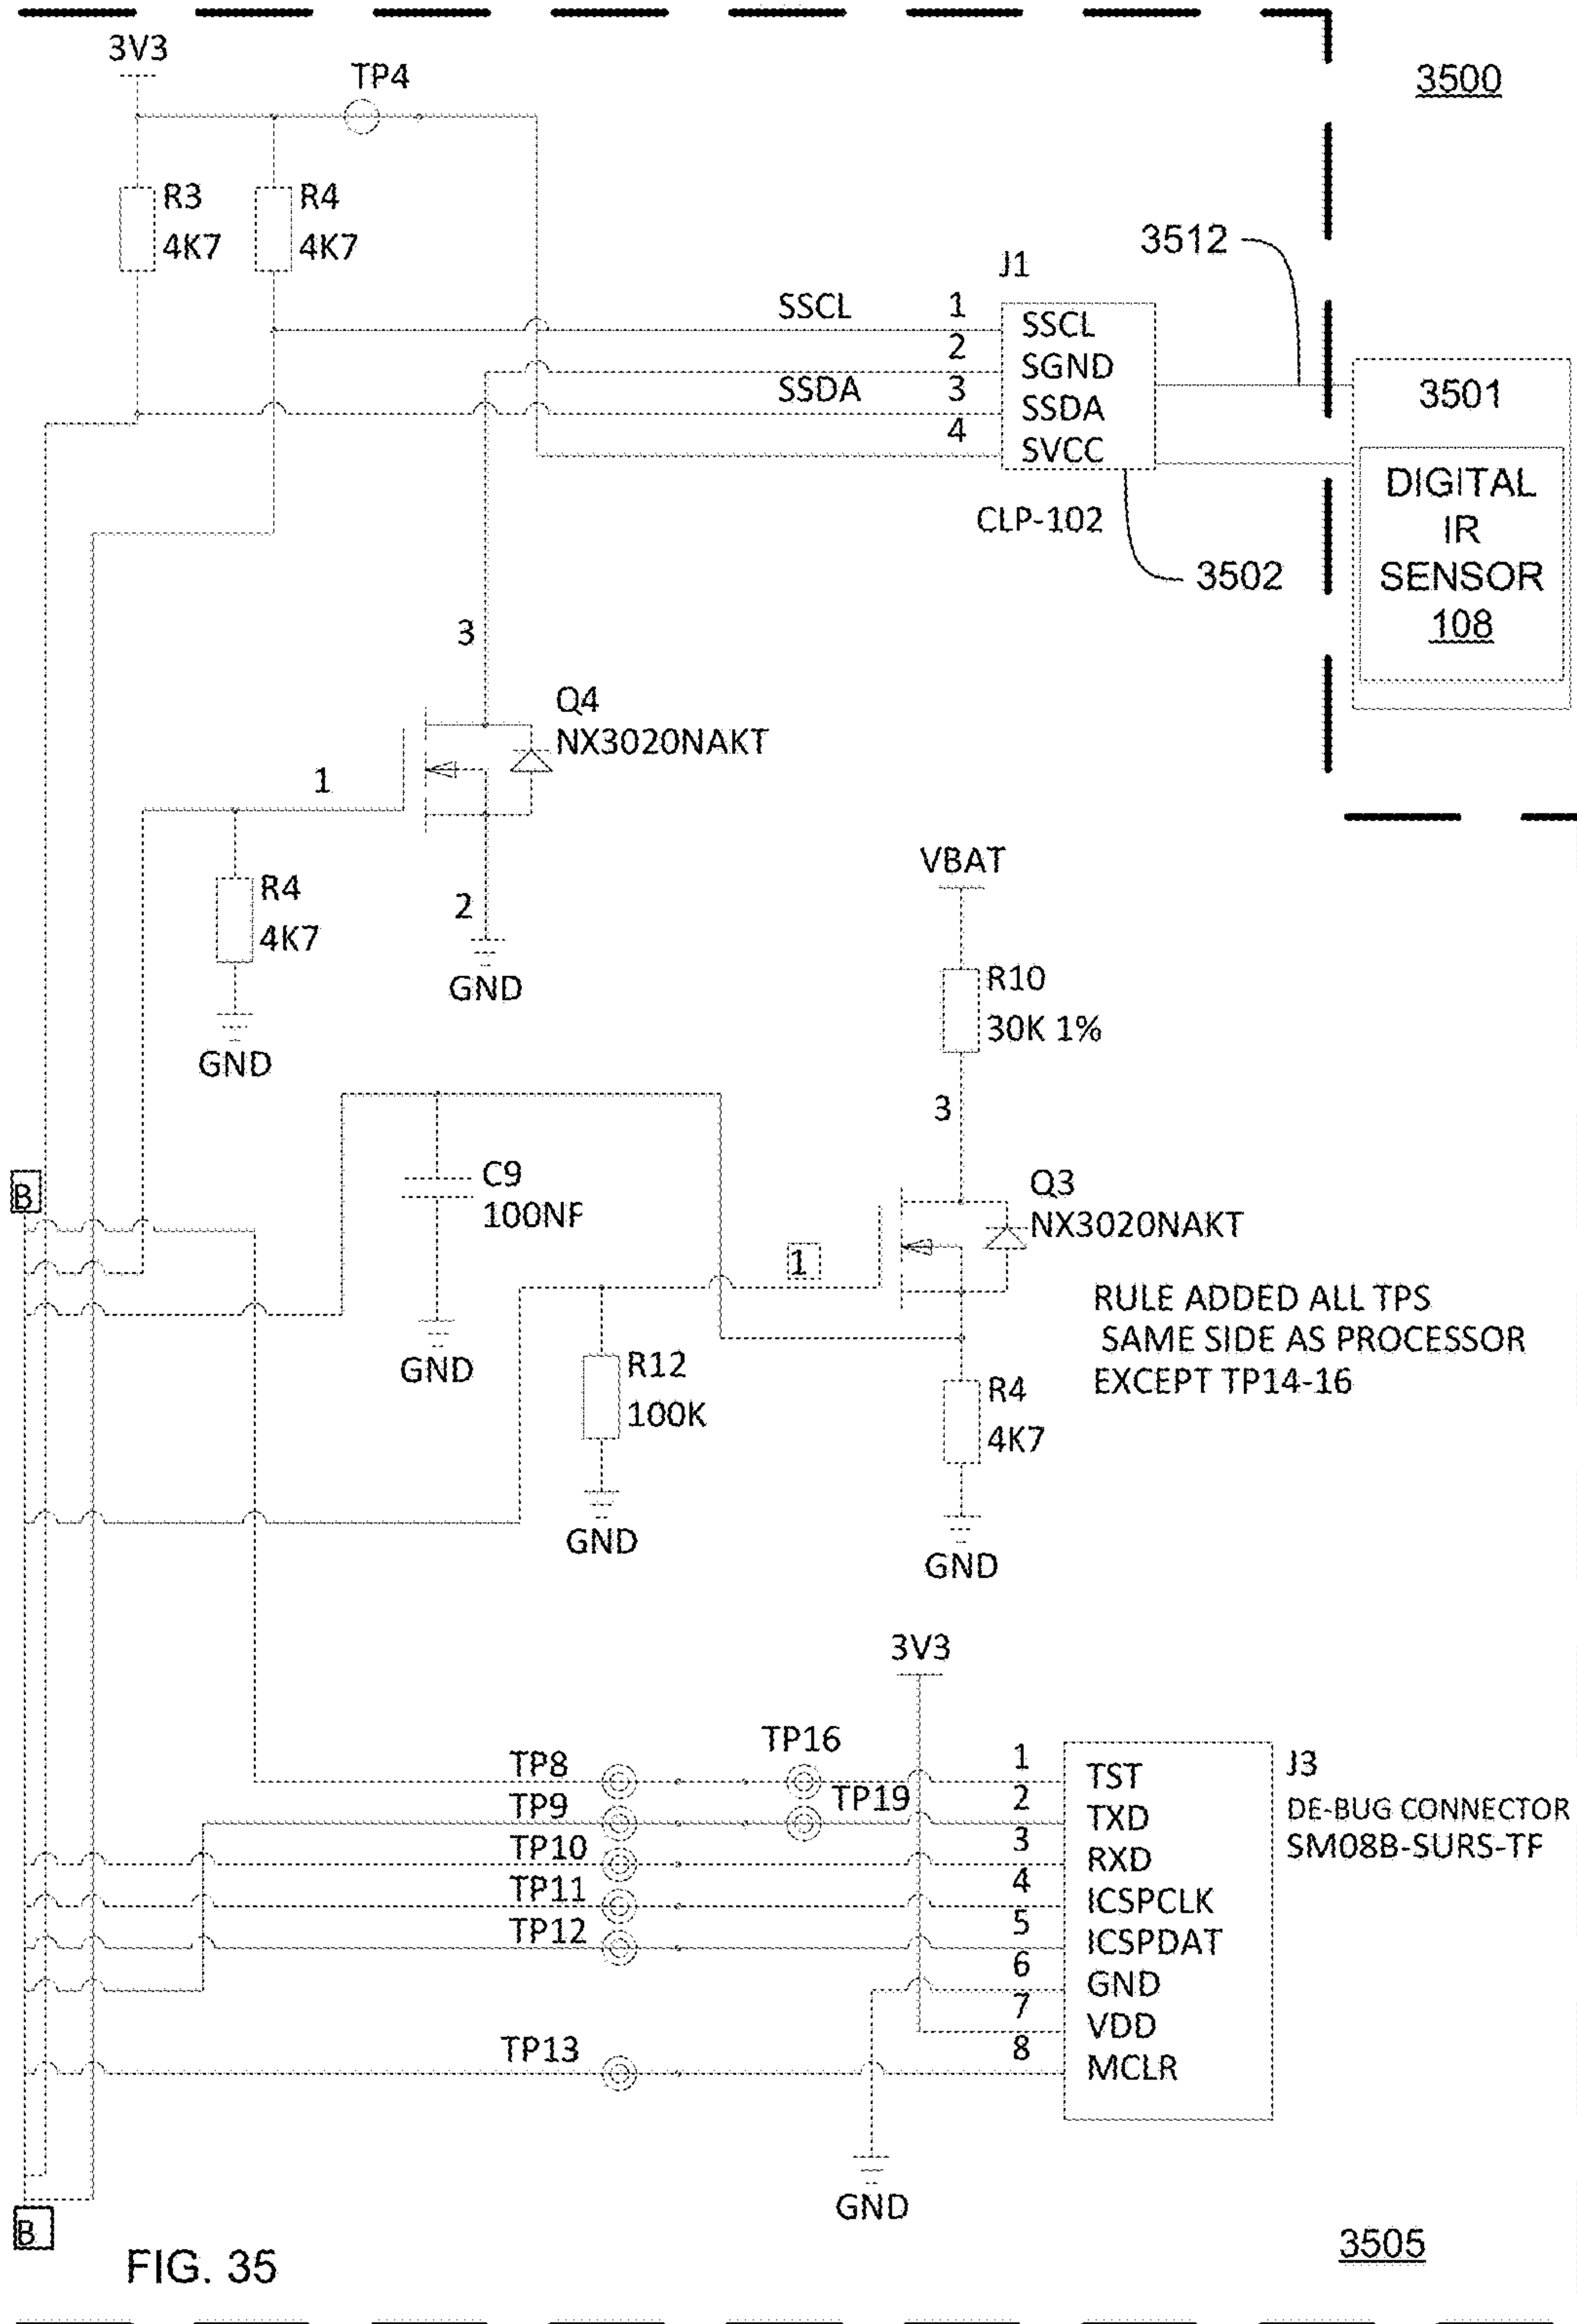 3V3
TP4
3500
R3
4K7
R4
4K7
3512
J1
SSCL
1
SSCL
2
SGND
SSDA
3
SSDA
4
SVCC
3501
DIGITAL
IR
SENSOR
108
CLP-102
3502
3
Q4
NX3020NAKT
1
R4
4K7
2
GND
GND
VBAT
R10
30K 1%
3
C9
100NF
B
Q3
NX3020NAKT
1
RULE ADDED ALL TPS
SAME SIDE AS PROCESSOR
EXCEPT TP14-16
GND
R12
100K
R4
4K7
GND
GND
3V3
TP8
TP16
1
TST
J3
TP9
TP19
2
TXD
DE-BUG CONNECTOR
TP10
3
RXD
SM08B-SURS-TF
TP11
4
ICSPCLK
TP12
5
ICSPDAT
6
GND
7
VDD
TP13
8
MCLR
GND
B
FIG. 35
3505